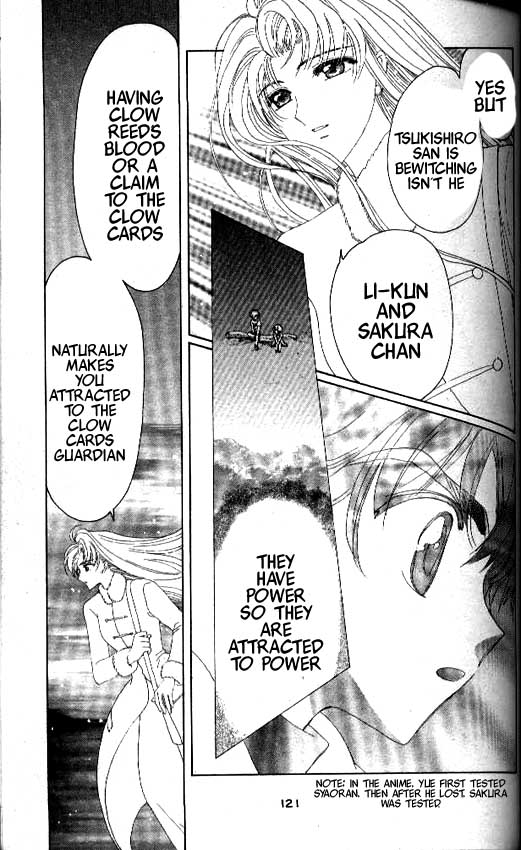 YES
BUT
TSUKISHIRO
SAN IS
BEWITCHING
ISN'T HE
LI-KUN
AND
SAKURA
CHAN
THEY
HAVE
POWER
SO THEY
ARE
ATTRACTED
TO POWER
HAVING
CLOW
REEDS
BLOOD
OR A
CLAIM
TO THE
CLOW
CARDS
NATURALLY
MAKES
YOU
ATTRACTED
TO THE
CLOW
CARDS
GUARDIAN
NOTE: IN THE ANIME. YUE FIRST TESTED
SYAORAN. THEN AFTER HE LOST. SAKURA
WAS TESTED
121